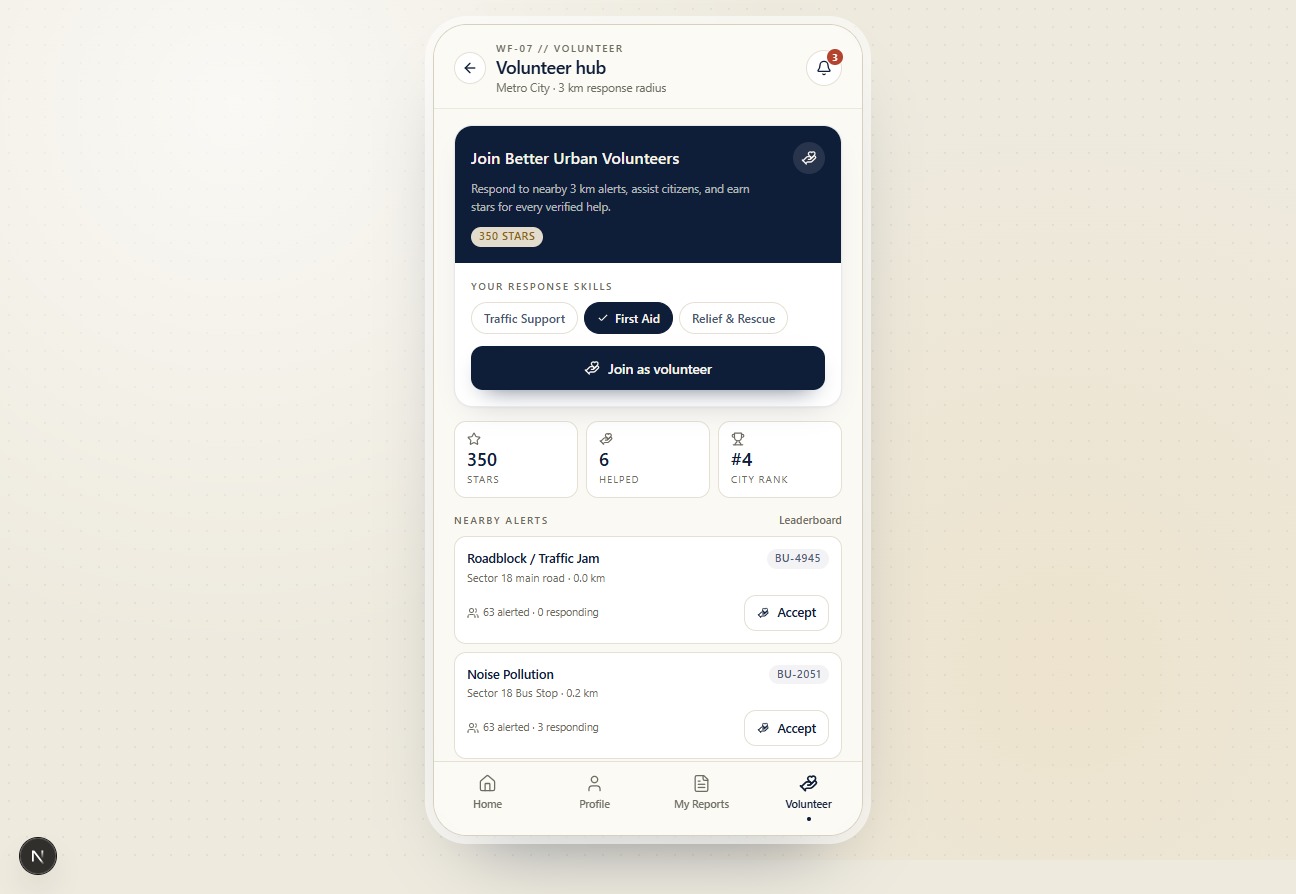 WF-07 // VOLUNTEER
Volunteer hub
Metro City · 3 km response radius
3
Join Better Urban Volunteers
Respond to nearby 3 km alerts, assist citizens, and earn
stars for every verified help.
350 STARS
YOUR RESPONSE SKILLS
Traffic Support
First Aid
Relief & Rescue
Join as volunteer
350
STARS
6
HELPED
#4
CITY RANK
NEARBY ALERTS
Leaderboard
Roadblock / Traffic Jam
BU-4945
Sector 18 main road · 0.0 km
63 alerted · 0 responding
Accept
Noise Pollution
BU-2051
Sector 18 Bus Stop · 0.2 km
63 alerted · 3 responding
Accept
Home
Profile
My Reports
Volunteer
N